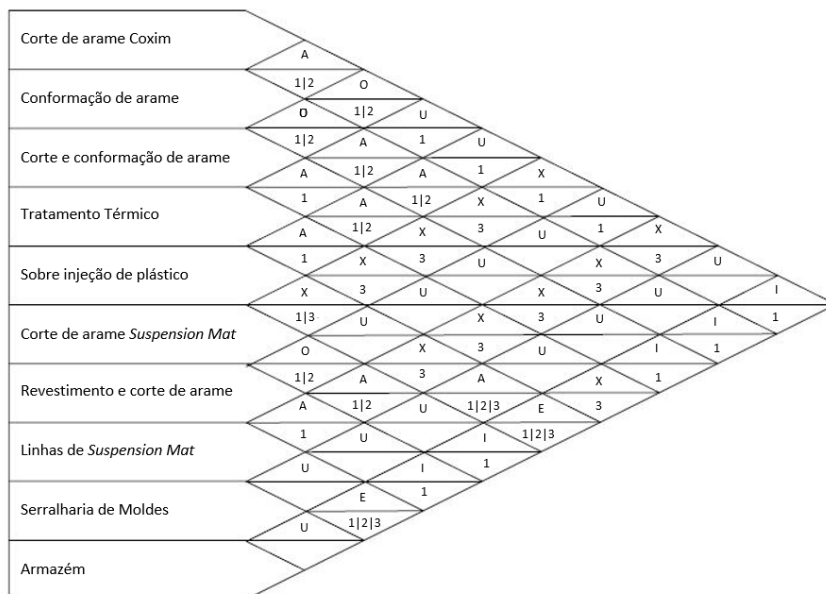 Corte de arame Coxim
A
1|2 O
Conformação de arame
O 1|2 U
1|2 A 1 U
Corte e conformação de arame
A 1|2 A 1 X
1 A 1|2 X 1 U
Tratamento Térmico
A 1|2 X 3 U 1 X
1 X 3 U X 3 U
Sobre injeção de plástico
X 3 U X 3 U I
1|3 U X 3 U I 1
Corte de arame Suspension Mat
O X 3 U I 1
1|2 A 3 A X 1
Revestimento e corte de arame
A 1|2 U 1|2|3 E 3
1 U I 1|2|3
Linhas de Suspension Mat
U I 1
E 1
Serralharia de Moldes
U 1|2|3
Armazém